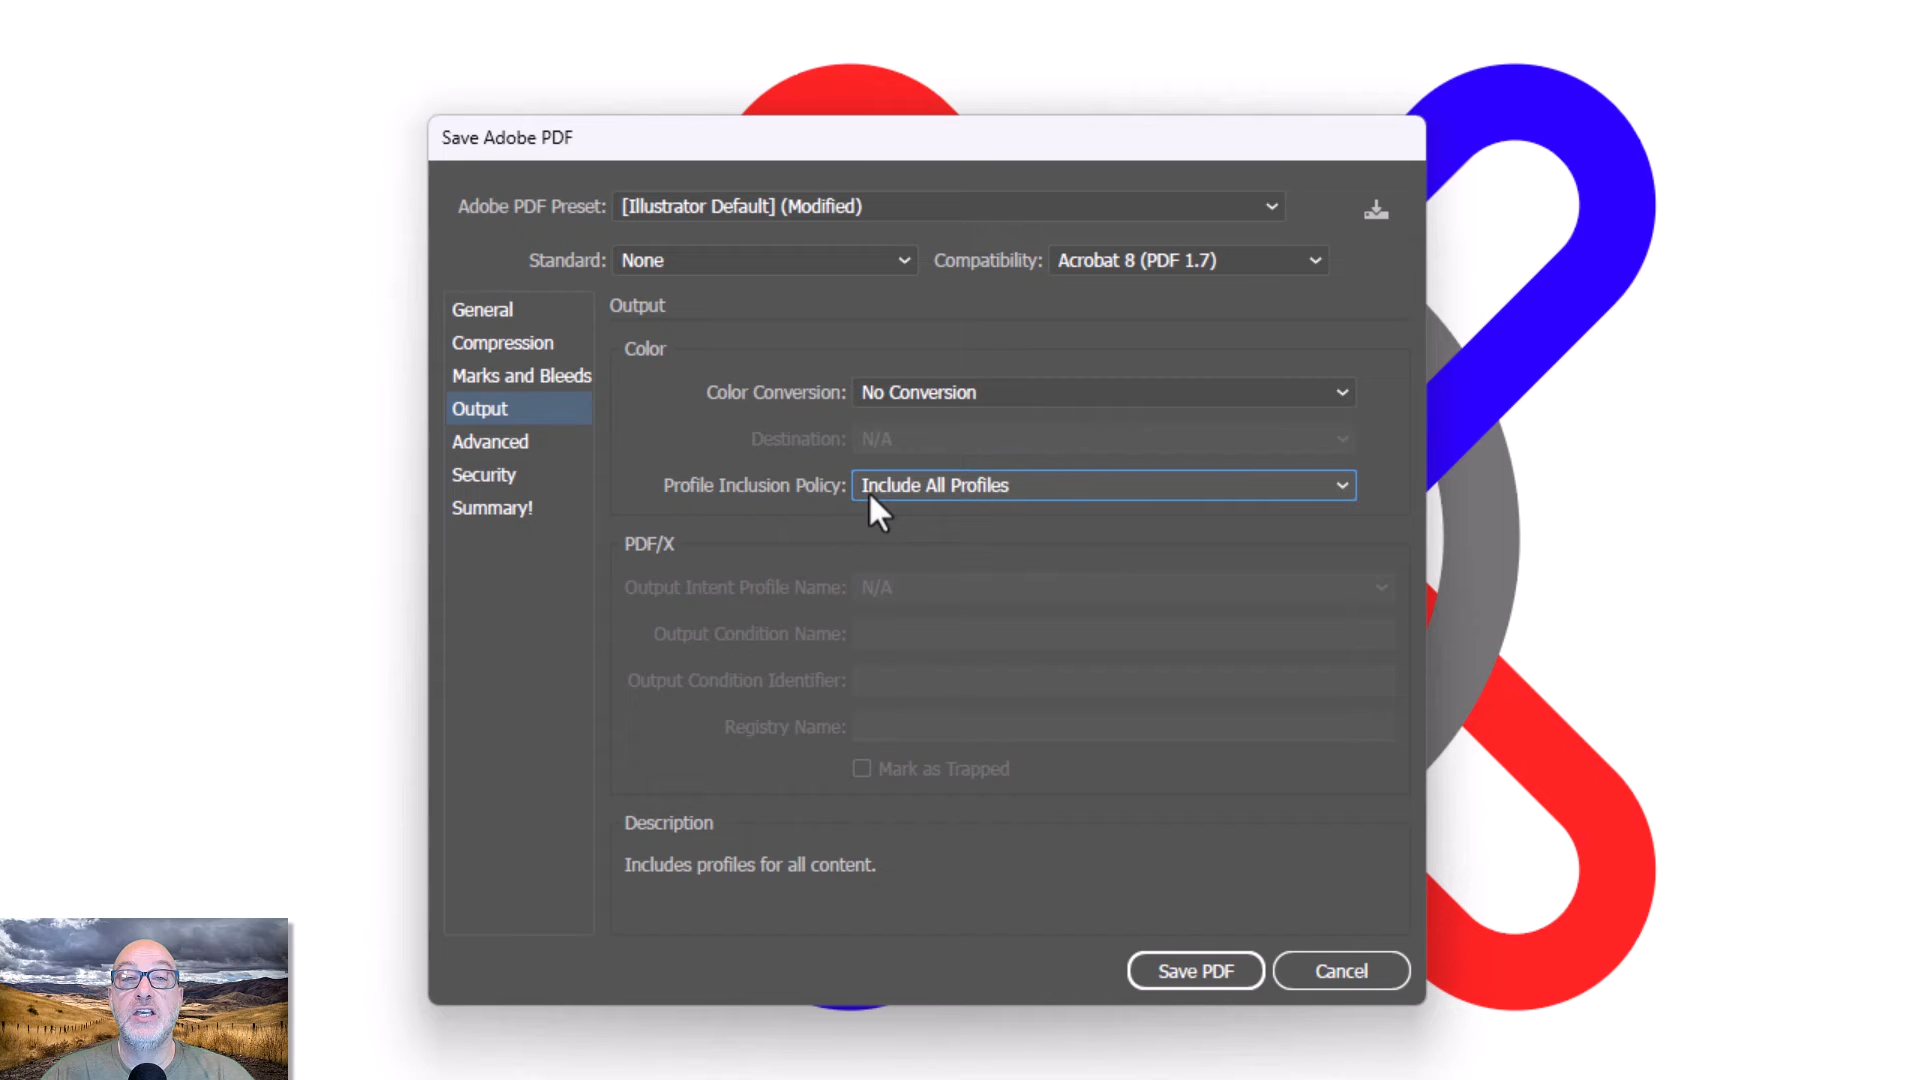 Save Adobe PDF
Adobe PDF Preset: [Illustrator Default] (Modified)
Standard: None Compatibility: Acrobat 8 (PDF 1.7)
General
Compression
Marks and Bleeds
Output
Advanced
Security
Summary!
Output
Color
Color Conversion: No Conversion
Destination: N/A
Profile Inclusion Policy: Include All Profiles
PDF/X
Output Intent Profile Name: N/A
Output Condition Name:
Output Condition Identifier:
Registry Name:
Mark as Trapped
Description
Includes profiles for all content.
Save PDF Cancel